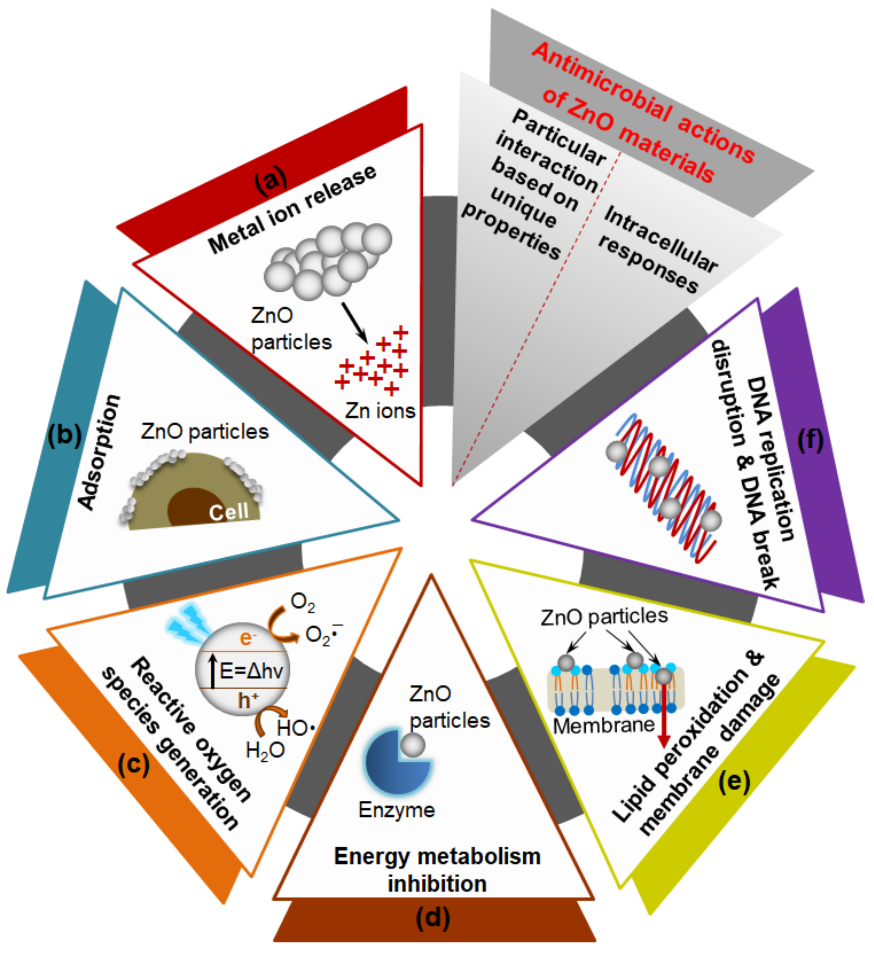 Antimicrobial actions
of ZnO materials
Particular
interaction
based on
unique
properties
Intracellular
responses
(a)
Metal ion release
ZnO
particles
Zn ions
(b)
Adsorption
ZnO particles
Cell
(c)
Reactive oxygen
species generation
e⁻
E=Δhv
h⁺
O₂
O₂•⁻
HO•
H₂O
(d)
ZnO
particles
Enzyme
Energy metabolism
inhibition
(e)
ZnO particles
Membrane
Lipid peroxidation &
membrane damage
(f)
DNA replication
disruption & DNA break